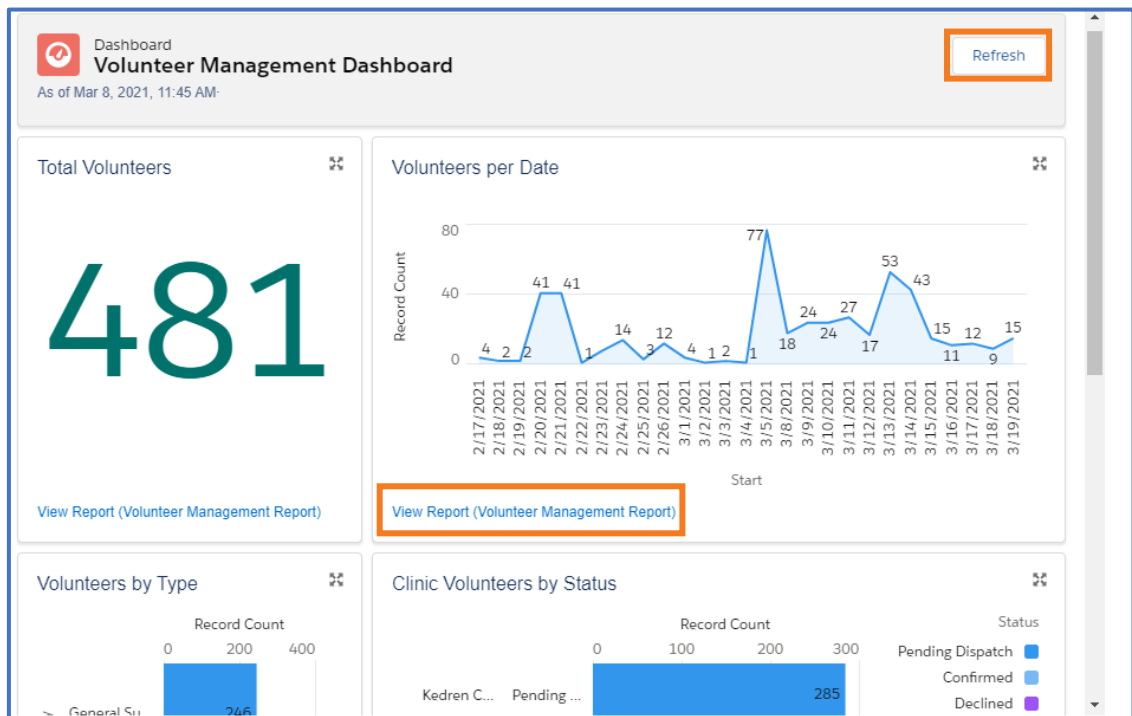 Dashboard
Volunteer Management Dashboard
As of Mar 8, 2021, 11:45 AM·
Refresh
Total Volunteers
481
View Report (Volunteer Management Report)
Volunteers per Date
Record Count
80
40
0
4
2
2
41
41
1
14
3
12
4
1
2
1
77
18
24
24
27
17
53
43
15
11
12
9
15
2/17/2021
2/18/2021
2/19/2021
2/20/2021
2/21/2021
2/22/2021
2/23/2021
2/24/2021
2/25/2021
2/26/2021
3/1/2021
3/2/2021
3/3/2021
3/4/2021
3/5/2021
3/8/2021
3/9/2021
3/10/2021
3/11/2021
3/12/2021
3/13/2021
3/14/2021
3/15/2021
3/16/2021
3/17/2021
3/18/2021
3/19/2021
Start
View Report (Volunteer Management Report)
Volunteers by Type
Record Count
0 200 400
General Su...
246
Clinic Volunteers by Status
Record Count
0 100 200 300
Kedren C... Pending ...
285
Status
Pending Dispatch
Confirmed
Declined